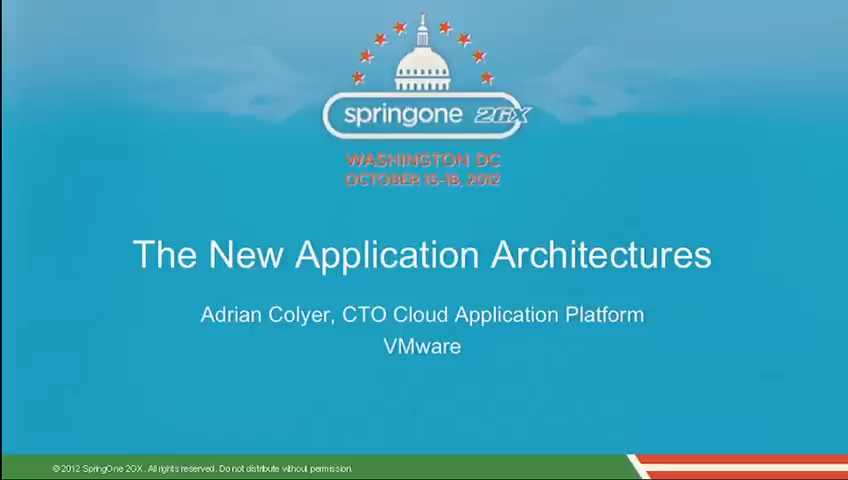 springone 2GX
WASHINGTON DC
OCTOBER 15-18, 2012
The New Application Architectures
Adrian Colyer, CTO Cloud Application Platform
VMware
© 2012 SpringOne 2GX. All rights reserved. Do not distribute without permission.